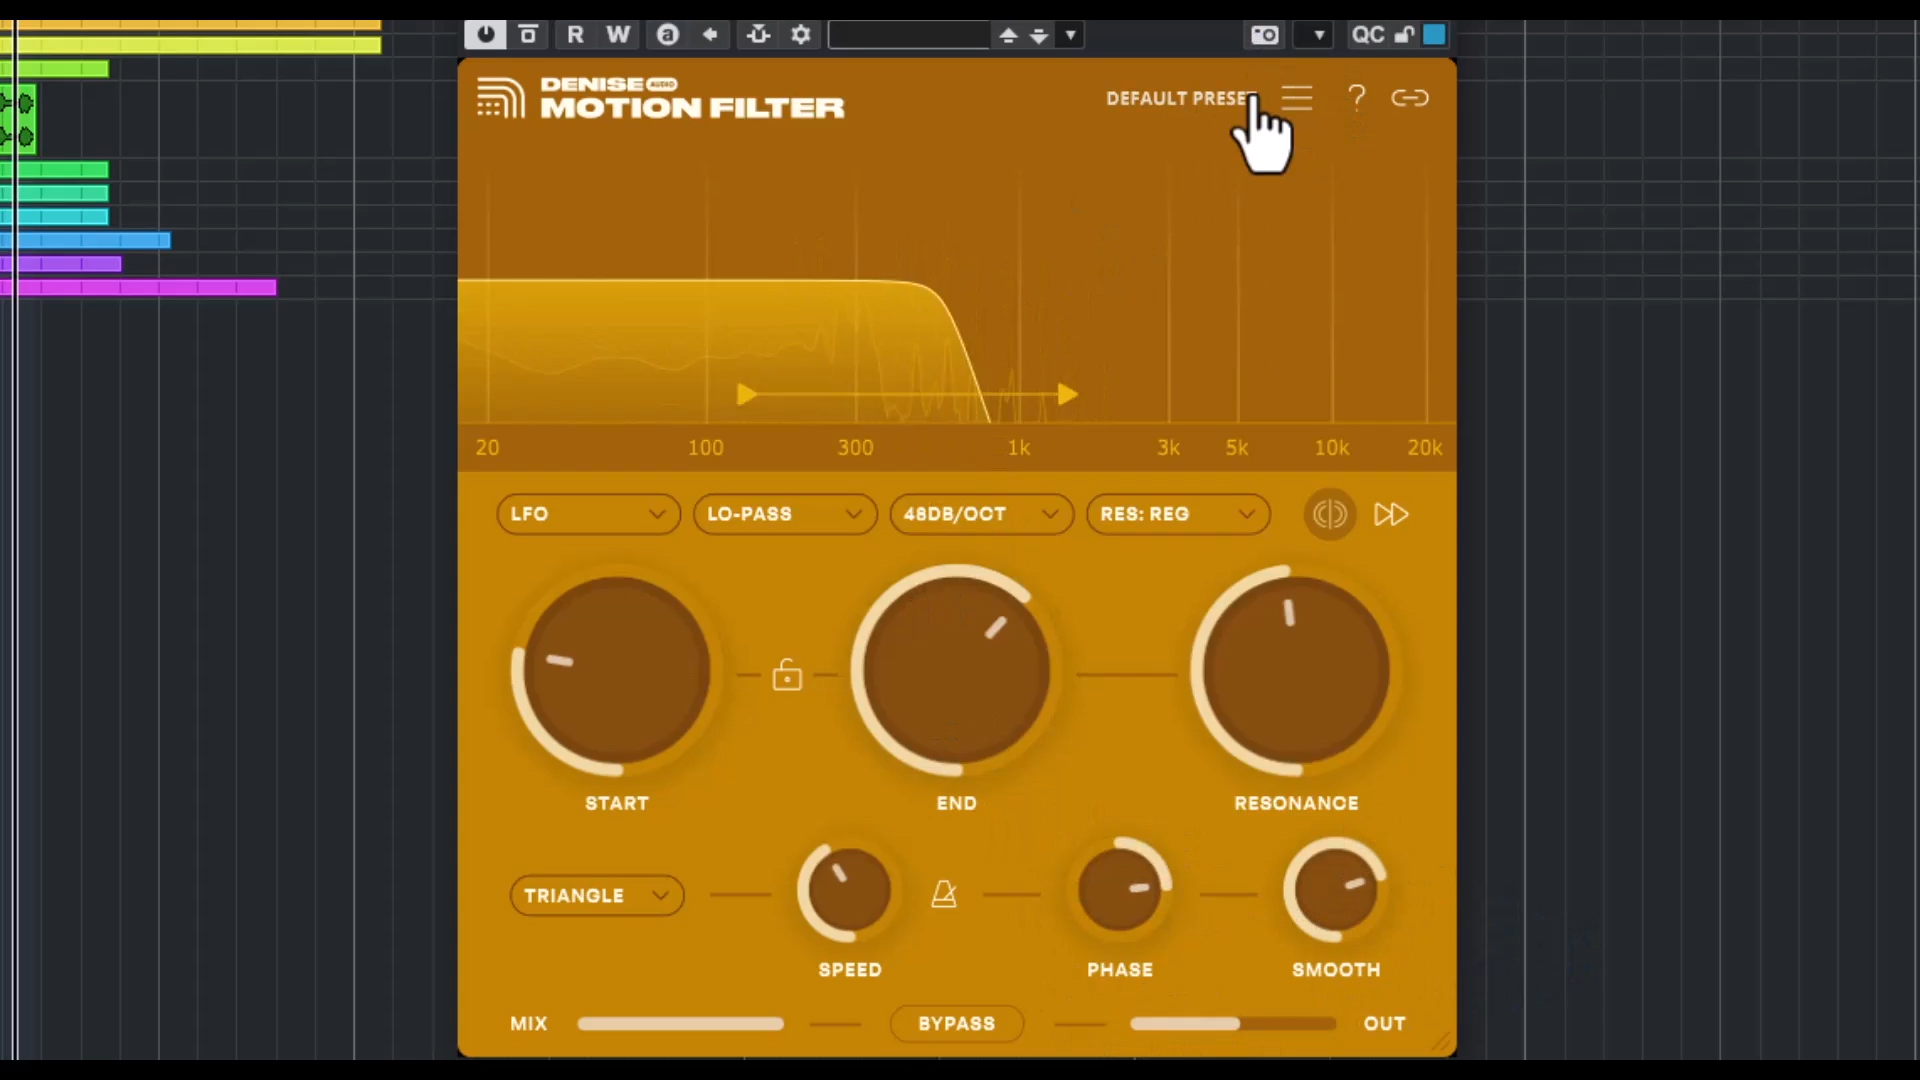 R W a QC
DENISE AUDIO
MOTION FILTER
DEFAULT PRESET
?
20 100 300 1k 3k 5k 10k 20k
LFO LO-PASS 48DB/OCT RES: REG
START END RESONANCE
TRIANGLE
SPEED PHASE SMOOTH
MIX BYPASS OUT